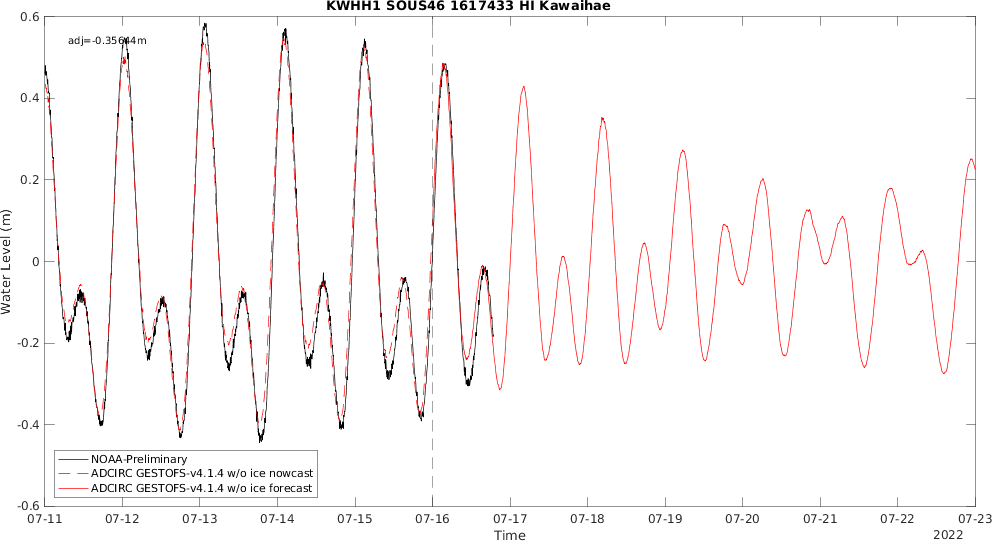 KWHH1 SOUS46 1617433 HI Kawaihae
adj=-0.35644m
0.6
0.4
0.2
0
-0.2
-0.4
-0.6
Water Level (m)
NOAA-Preliminary
ADCIRC GESTOFS-v4.1.4 w/o ice nowcast
ADCIRC GESTOFS-v4.1.4 w/o ice forecast
07-11 07-12 07-13 07-14 07-15 07-16 07-17 07-18 07-19 07-20 07-21 07-22 07-23
Time
2022